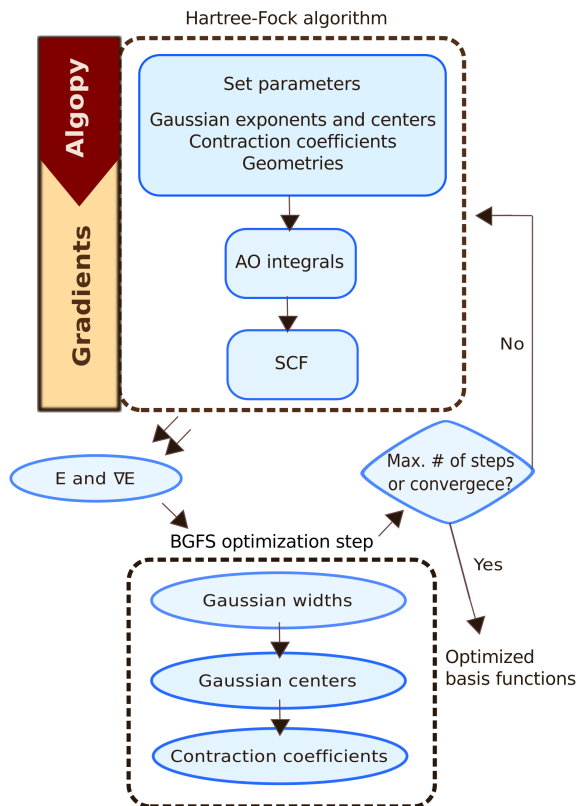 Hartree-Fock algorithm
Algopy
Gradients
Set parameters
Gaussian exponents and centers
Contraction coefficients
Geometries
AO integrals
SCF
No
E and ∇E
Max. # of steps
or convergece?
BGFS optimization step
Yes
Gaussian widths
Gaussian centers
Contraction coefficients
Optimized
basis functions